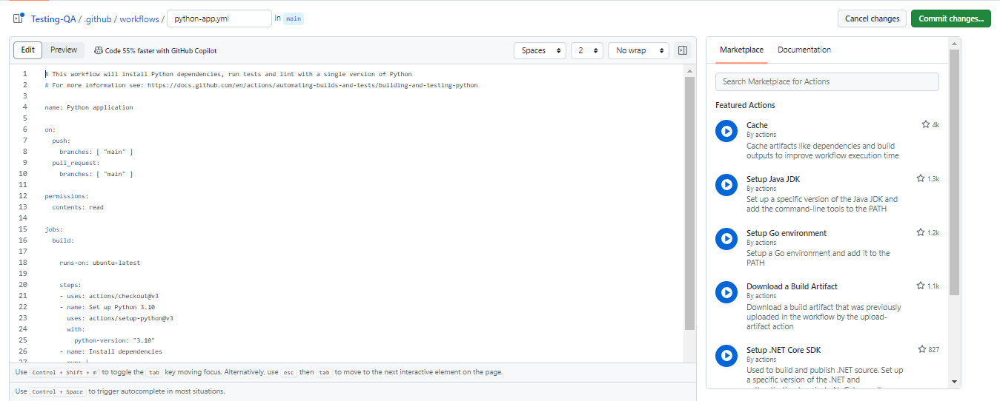 Testing-QA / .github / workflows / python-app.yml in main
Cancel changes
Commit changes...
Edit
Preview
Code 55% faster with GitHub Copilot
Spaces
2
No wrap
1 # This workflow will install Python dependencies, run tests and lint with a single version of Python
2 # For more information see: https://docs.github.com/en/actions/automating-builds-and-tests/building-and-testing-python
3
4 name: Python application
5
6 on:
7 push:
8 branches: [ "main" ]
9 pull_request:
10 branches: [ "main" ]
11
12 permissions:
13 contents: read
14
15 jobs:
16 build:
17
18 runs-on: ubuntu-latest
19
20 steps:
21 - uses: actions/checkout@v3
22 - name: Set up Python 3.10
23 uses: actions/setup-python@v3
24 with:
25 python-version: "3.10"
26 - name: Install dependencies
27
Use Control + Shift + m to toggle the tab key moving focus. Alternatively, use esc then tab to move to the next interactive element on the page.
Use Control + Space to trigger autocomplete in most situations.
Marketplace
Documentation
Search Marketplace for Actions
Featured Actions
Cache
4k
By actions
Cache artifacts like dependencies and build
outputs to improve workflow execution time
Setup Java JDK
1.3k
By actions
Set up a specific version of the Java JDK and
add the command-line tools to the PATH
Setup Go environment
1.2k
By actions
Setup a Go environment and add it to the
PATH
Download a Build Artifact
1.1k
By actions
Download a build artifact that was previously
uploaded in the workflow by the upload-
artifact action
Setup .NET Core SDK
827
By actions
Used to build and publish .NET source. Set up
a specific version of the .NET and